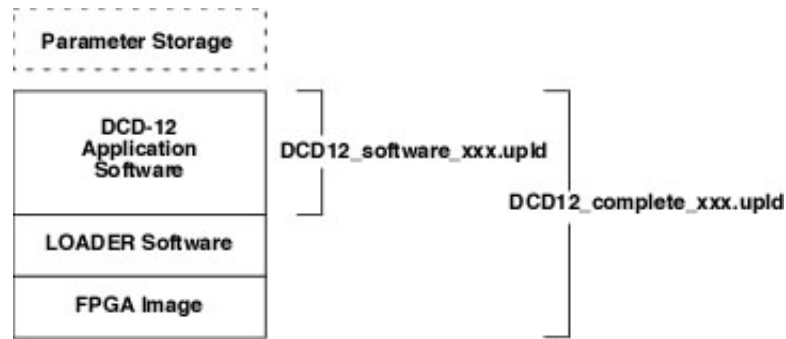 Parameter Storage
DCD-12
Application
Software
DCD12_software_xxx.upld
DCD12_complete_xxx.upld
LOADER Software
FPGA Image